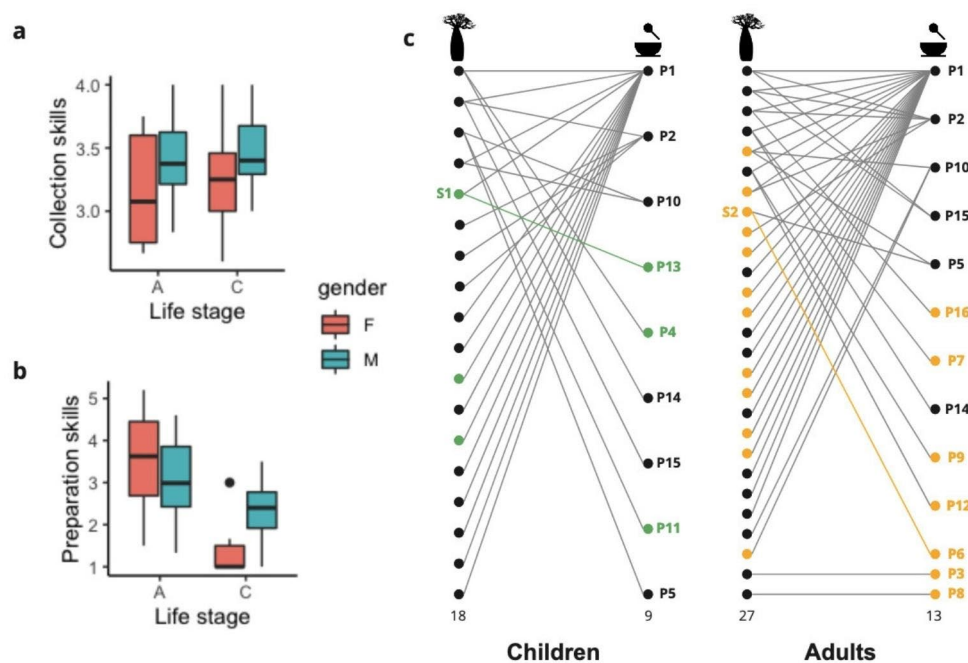 a
Collection skills
4.0
3.5
3.0
A
C
Life stage
gender
F
M
b
Preparation skills
5
4
3
2
1
A
C
Life stage
c
S1
P1
P2
P10
P13
P4
P14
P15
P11
P5
18
9
Children
S2
P1
P2
P10
P15
P5
P16
P7
P14
P9
P12
P6
P3
P8
27
13
Adults